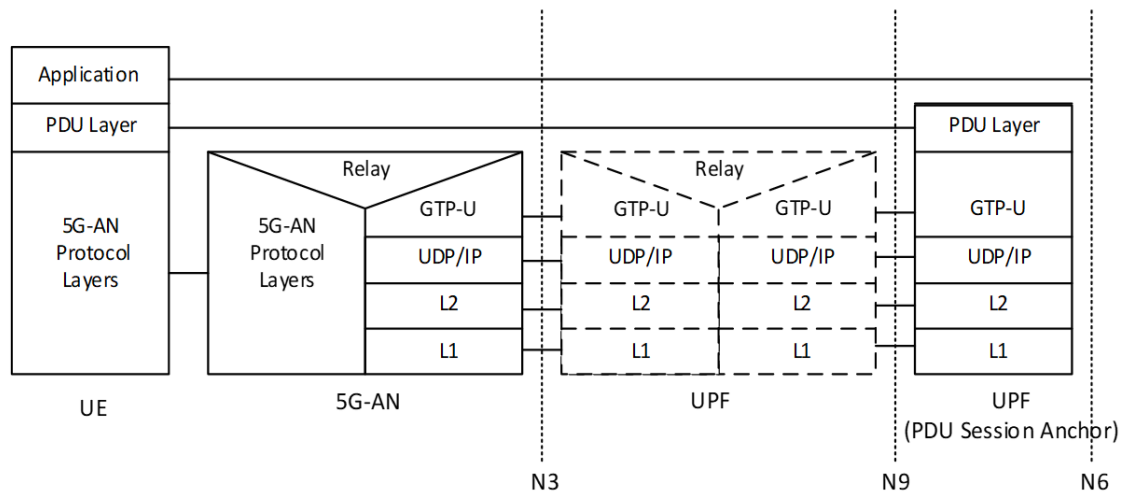 Application
PDU Layer
PDU Layer
Relay
Relay
5G-AN
Protocol
Layers
5G-AN
Protocol
Layers
GTP-U
GTP-U
GTP-U
GTP-U
UDP/IP
UDP/IP
UDP/IP
UDP/IP
L2
L2
L2
L2
L1
L1
L1
L1
UE
5G-AN
UPF
UPF
(PDU Session Anchor)
N3
N9
N6